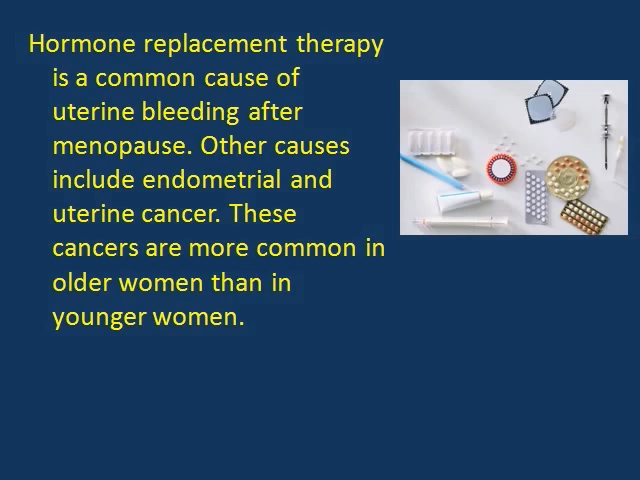 Hormone replacement therapy
is a common cause of
uterine bleeding after
menopause. Other causes
include endometrial and
uterine cancer. These
cancers are more common in
older women than in
younger women.